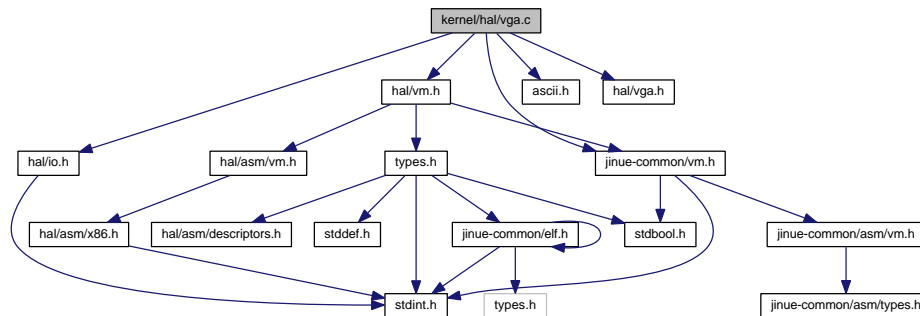 kernel/hal/vga.c
hal/vm.h
ascii.h
hal/vga.h
hal/io.h
hal/asm/vm.h
types.h
jinue-common/vm.h
hal/asm/x86.h
hal/asm/descriptors.h
stddef.h
jinue-common/elf.h
stdbool.h
jinue-common/asm/vm.h
stdint.h
types.h
jinue-common/asm/types.h